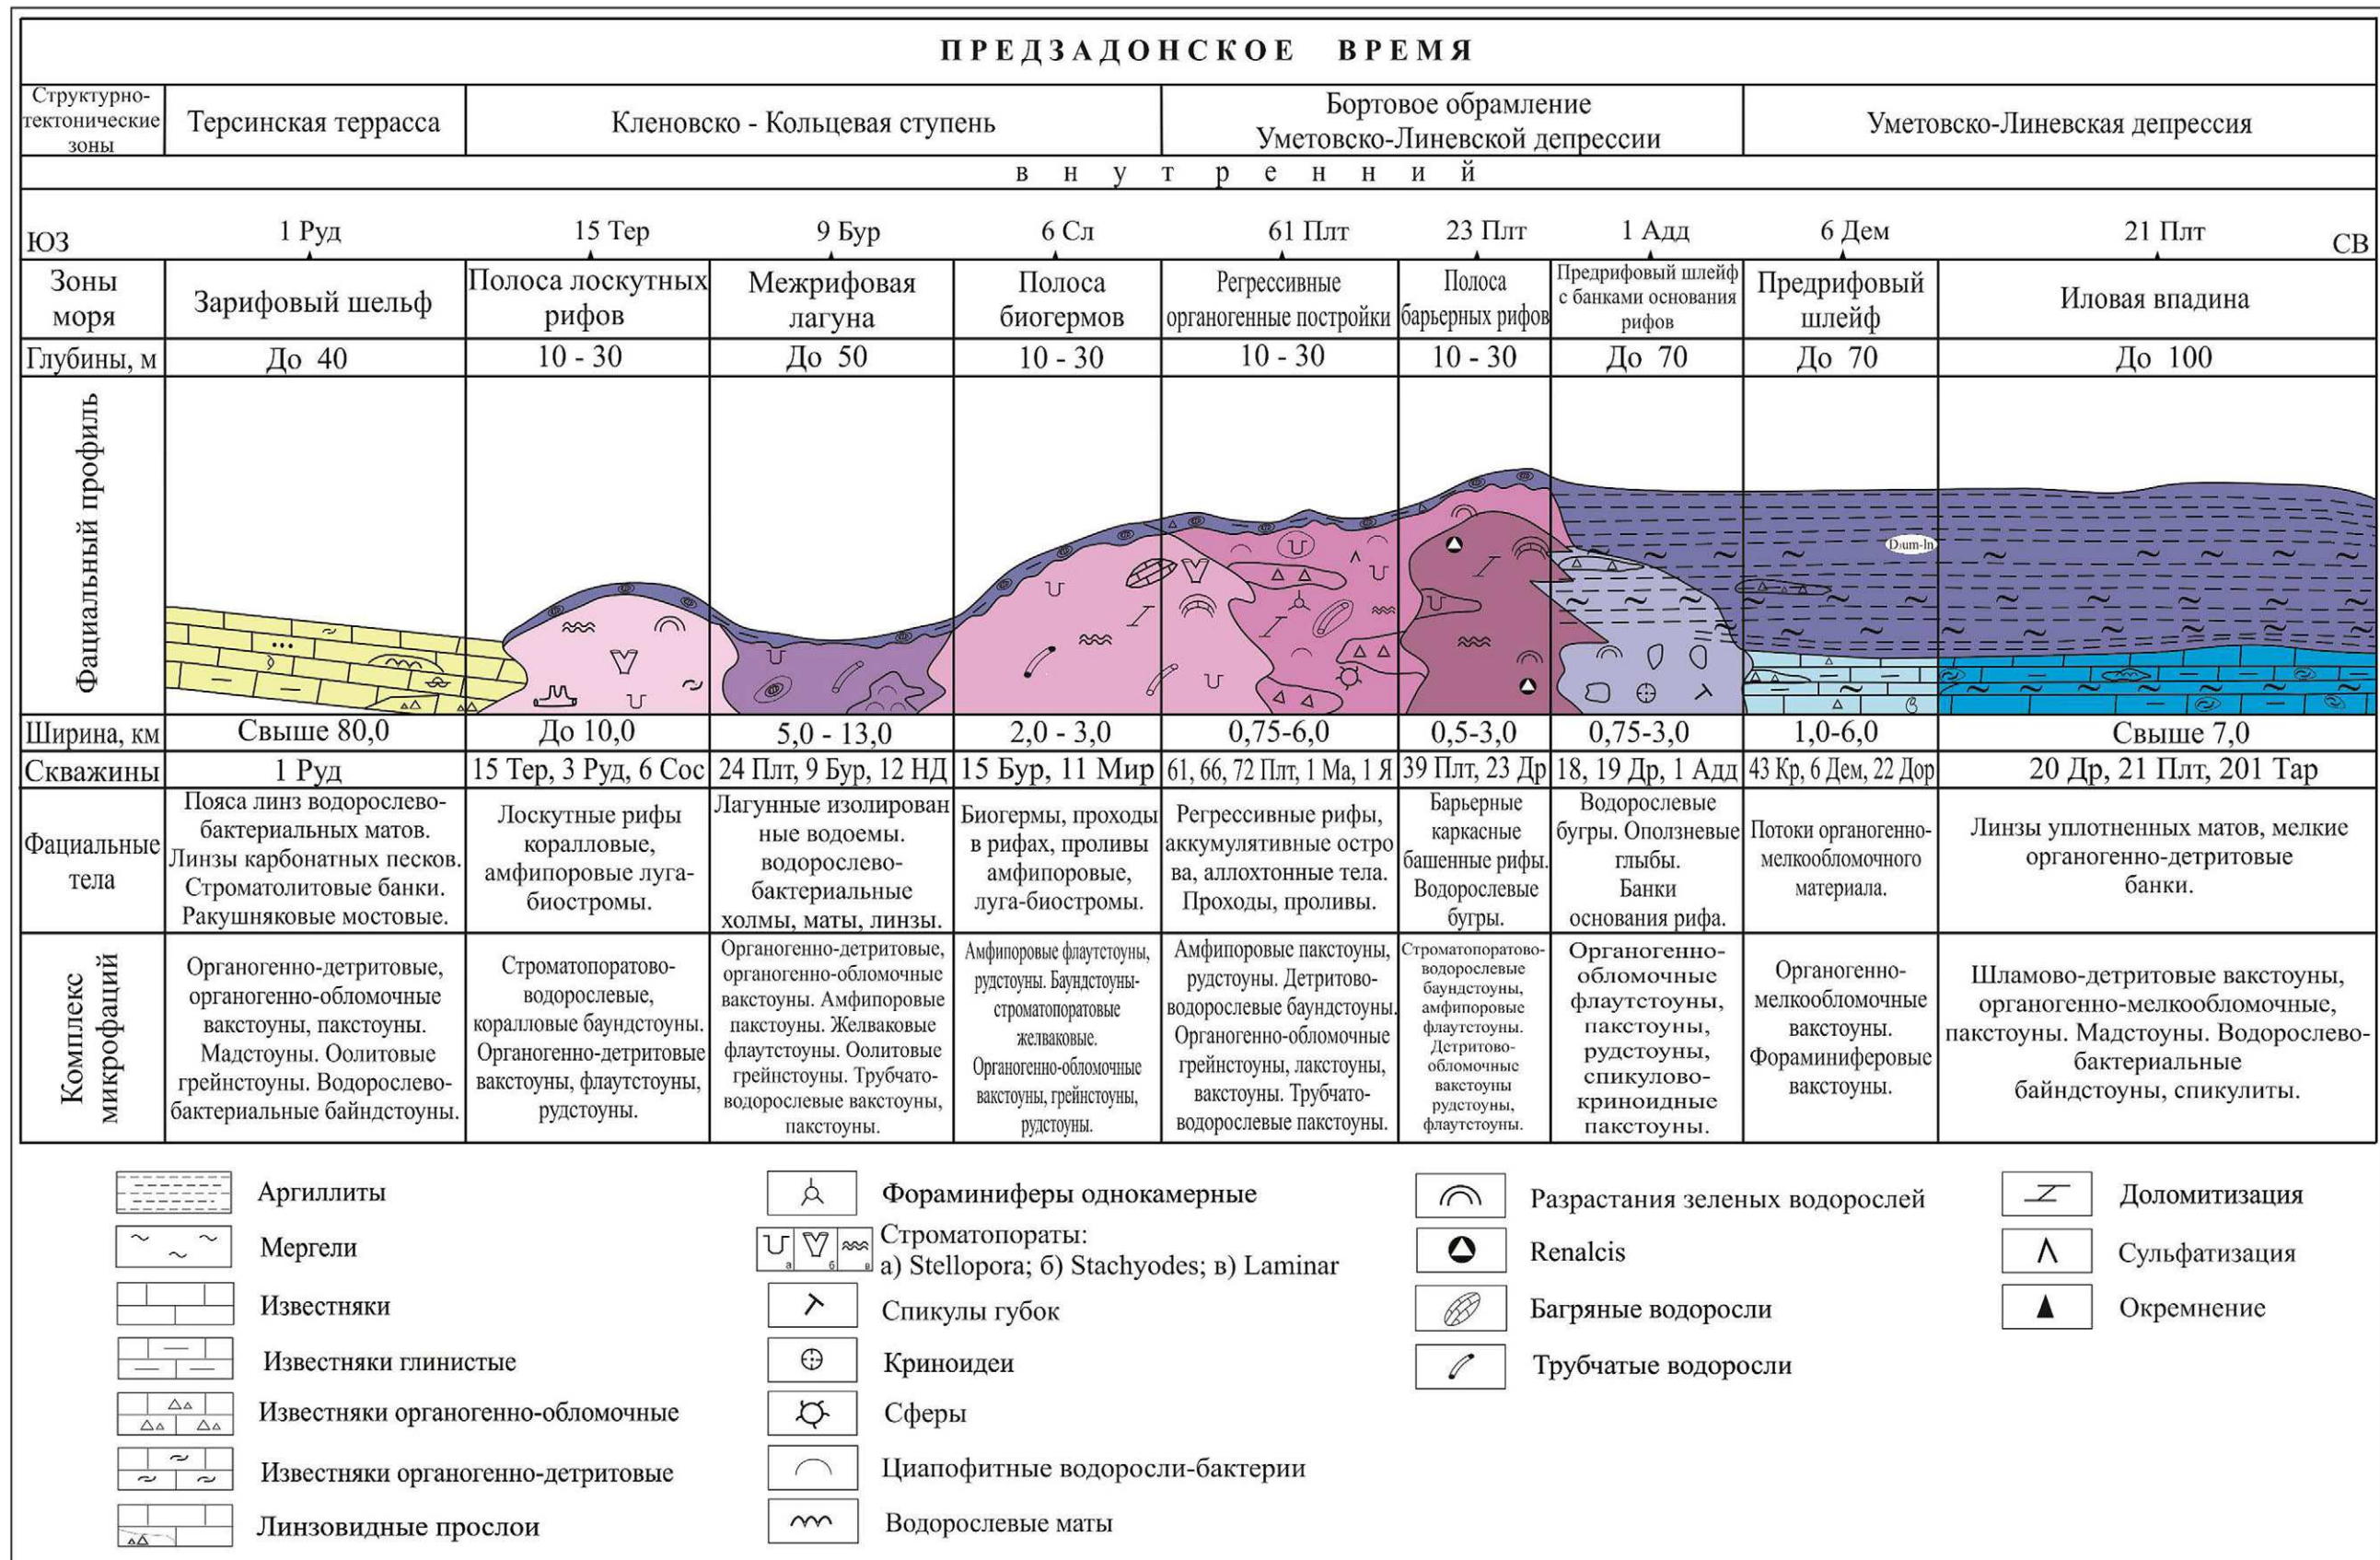 ПРЕДЗАДОНСКОЕ ВРЕМЯ
Структурно-
тектонические
зоны
Терсинская терраса
Кленовско - Кольцевая ступень
Бортовое обрамление
Уметовско-Линевской депрессии
Уметовско-Линевская депрессия
внутренний
ЮЗ
1 Руд
15 Тер
9 Бур
6 Сл
61 Плт
23 Плт
1 Адд
6 Дем
21 Плт
СВ
Зоны
моря
Зарифовый шельф
Полоса лоскутных
рифов
Межрифовая
лагуна
Полоса
биогермов
Регрессивные
органогенные постройки
Полоса
барьерных рифов
Предрифовый шлейф
с банками основания
рифов
Предрифовый
шлейф
Иловая впадина
Глубины, м
До 40
10 - 30
До 50
10 - 30
10 - 30
10 - 30
До 70
До 70
До 100
Фациальный профиль
D₃um-ln
Ширина, км
Свыше 80,0
До 10,0
5,0 - 13,0
2,0 - 3,0
0,75-6,0
0,5-3,0
0,75-3,0
1,0-6,0
Свыше 7,0
Скважины
1 Руд
15 Тер, 3 Руд, 6 Сос
24 Плт, 9 Бур, 12 НД
15 Бур, 11 Мир
61, 66, 72 Плт, 1 Ма, 1 Я
39 Плт, 23 Др
18, 19 Др, 1 Адд
43 Кр, 6 Дем, 22 Дор
20 Др, 21 Плт, 201 Тар
Фациальные
тела
Пояса линз водорослево-
бактериальных матов.
Линзы карбонатных песков.
Строматолитовые банки.
Ракушняковые мостовые.
Лоскутные рифы
коралловые,
амфипоровые луга-
биостромы.
Лагунные изолирован
ные водоемы.
водорослево-
бактериальные
холмы, маты, линзы.
Биогермы, проходы
в рифах, проливы
амфипоровые,
луга-биостромы.
Регрессивные рифы,
аккумулятивные остро
ва, аллохтонные тела.
Проходы, проливы.
Барьерные
каркасные
башенные рифы.
Водорослевые
бугры.
Водорослевые
бугры. Оползневые
глыбы.
Банки
основания рифа.
Потоки органогенно-
мелкообломочного
материала.
Линзы уплотненных матов, мелкие
органогенно-детритовые
банки.
Комплекс
микрофаций
Органогенно-детритовые,
органогенно-обломочные
вакстоуны, пакстоуны.
Мадстоуны. Оолитовые
грейнстоуны. Водорослево-
бактериальные байндстоуны.
Строматопоратово-
водорослевые,
коралловые баундстоуны.
Органогенно-детритовые
вакстоуны, флаутстоуны,
рудстоуны.
Органогенно-детритовые,
органогенно-обломочные
вакстоуны. Амфипоровые
пакстоуны. Желваковые
флаутстоуны. Оолитовые
грейнстоуны. Трубчато-
водорослевые вакстоуны,
пакстоуны.
Амфипоровые флаутстоуны,
рудстоуны. Баундстоуны-
строматопоратовые
желваковые.
Органогенно-обломочные
вакстоуны, грейнстоуны,
рудстоуны.
Амфипоровые пакстоуны,
рудстоуны. Детритово-
водорослевые баундстоуны.
Органогенно-обломочные
грейнстоуны, лакстоуны,
вакстоуны. Трубчато-
водорослевые пакстоуны.
Строматопоратово-
водорослевые
баундстоуны,
амфипоровые
флаутстоуны.
Детритово-
обломочные
вакстоуны
рудстоуны,
флаутстоуны.
Органогенно-
обломочные
флаутстоуны,
пакстоуны,
рудстоуны,
спикулово-
криноидные
пакстоуны.
Органогенно-
мелкообломочные
вакстоуны.
Фораминиферовые
вакстоуны.
Шламово-детритовые вакстоуны,
органогенно-мелкообломочные,
пакстоуны. Мадстоуны. Водорослево-
бактериальные
байндстоуны, спикулиты.
Аргиллиты
Мергели
Известняки
Известняки глинистые
Известняки органогенно-обломочные
Известняки органогенно-детритовые
Линзовидные прослои
Фораминиферы однокамерные
а б в
Строматопораты:
а) Stellopora; б) Stachyodes; в) Laminar
Спикулы губок
Криноидеи
Сферы
Циапофитные водоросли-бактерии
Водорослевые маты
Разрастания зеленых водорослей
Renalcis
Багряные водоросли
Трубчатые водоросли
Доломитизация
Сульфатизация
Окремнение